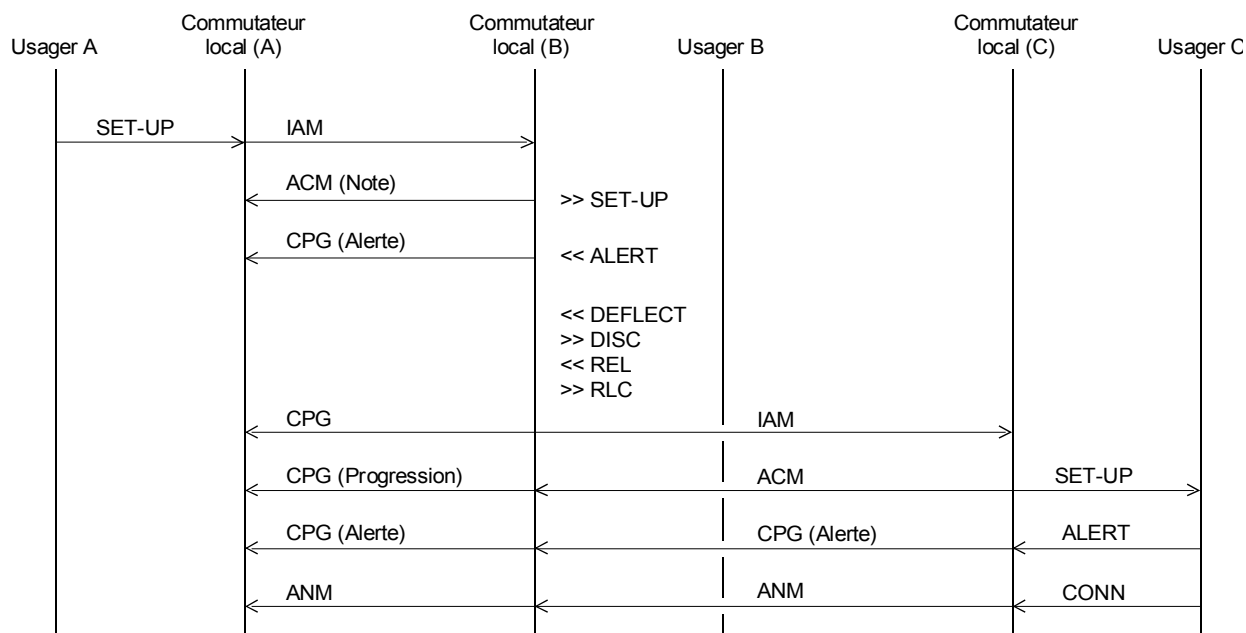 Usager A
Commutateur
local (A)
Commutateur
local (B)
Usager B
Commutateur
local (C)
Usager C
SET-UP
IAM
ACM (Note)
>> SET-UP
CPG (Alerte)
<< ALERT
<< DEFLECT
>> DISC
<< REL
>> RLC
CPG
IAM
CPG (Progression)
ACM
SET-UP
CPG (Alerte)
CPG (Alerte)
ALERT
ANM
ANM
CONN